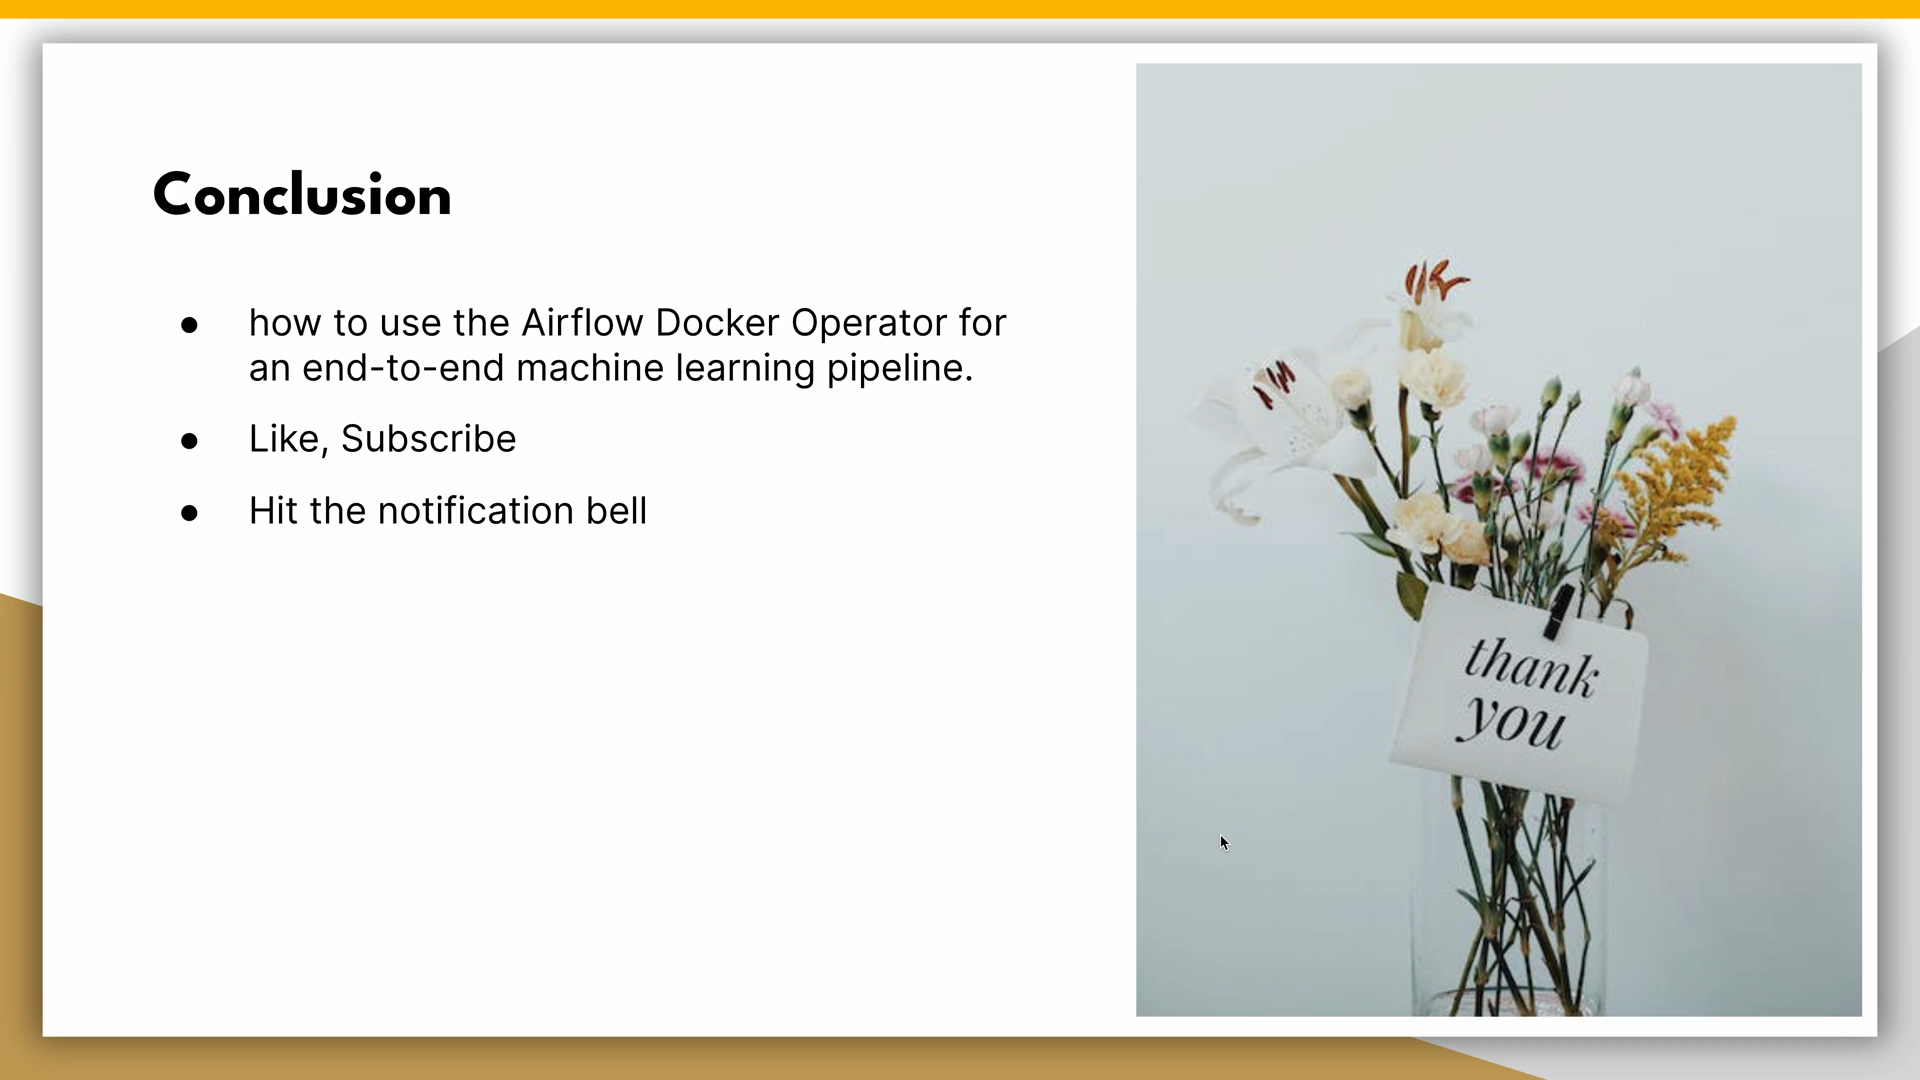 Conclusion
● how to use the Airflow Docker Operator for
an end-to-end machine learning pipeline.
● Like, Subscribe
● Hit the notification bell
thank
you